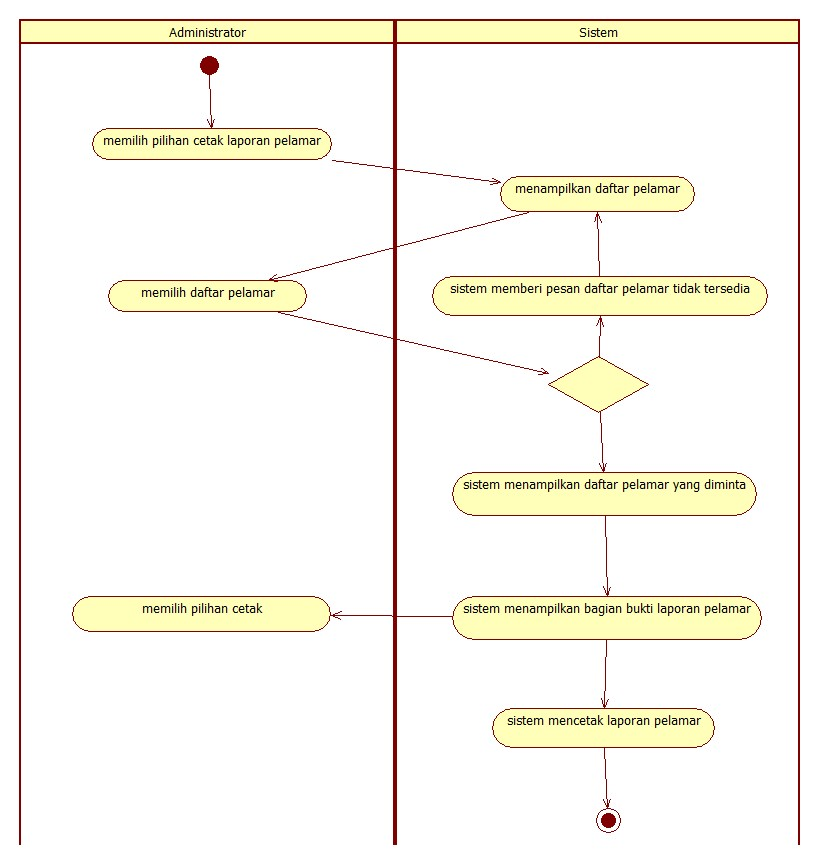 Administrator
Sistem
memilih pilihan cetak laporan pelamar
menampilkan daftar pelamar
memilih daftar pelamar
sistem memberi pesan daftar pelamar tidak tersedia
sistem menampilkan daftar pelamar yang diminta
memilih pilihan cetak
sistem menampilkan bagian bukti laporan pelamar
sistem mencetak laporan pelamar